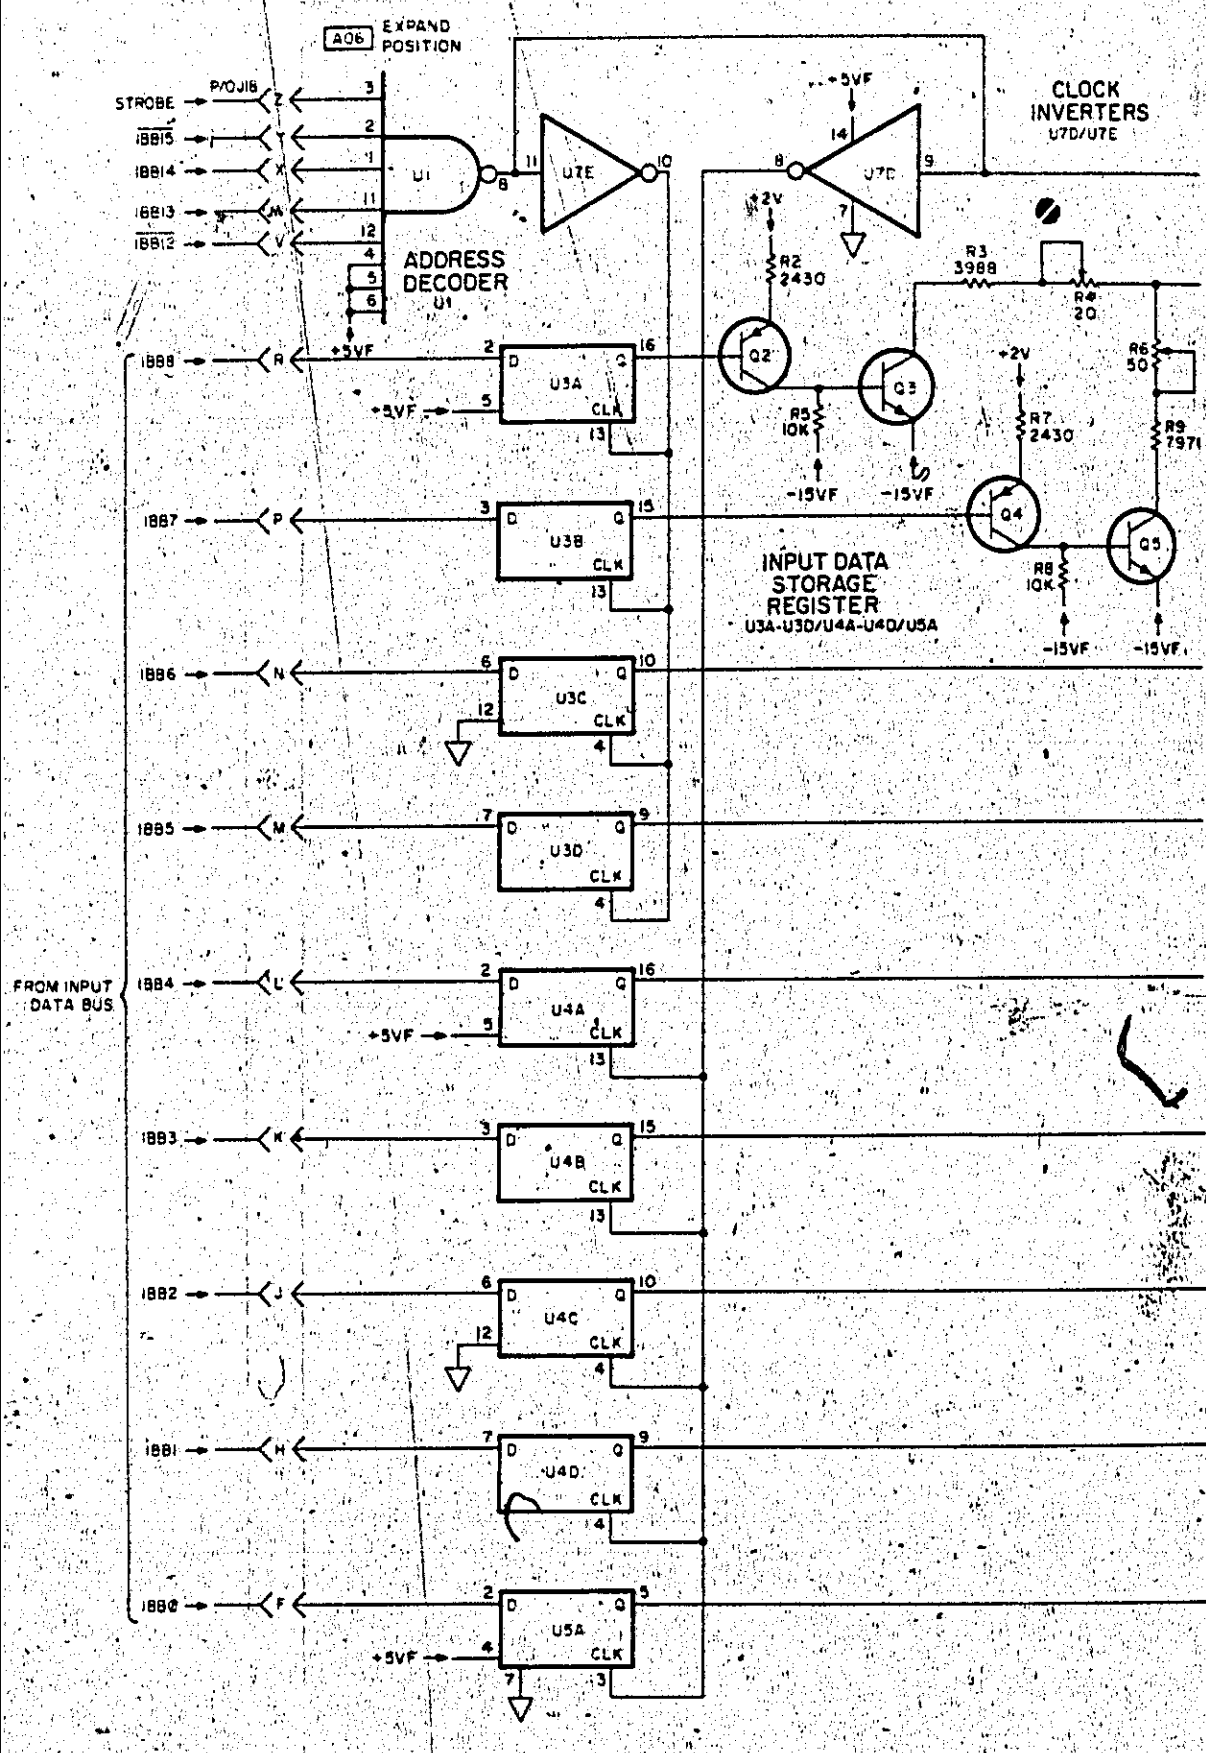 A06 EXPAND
POSITION
P/OJ1B
STROBE Z 3
IBB15 Y 2
IBB14 X 1
IBB13 W 11
IBB12 V 12
4
5
6
+5VF
U1
8
11 U7E 10
ADDRESS
DECODER
U1
+5VF
14
8 U7D 9
7
CLOCK
INVERTERS
U7D/U7E
+2V
R2
2430
R3
3988
R4
20
R6
50
R9
7971
Q2
Q3
R5
10K
-15VF
-15VF
+2V
R7
2430
Q4
Q5
R8
10K
-15VF
-15VF
INPUT DATA
STORAGE
REGISTER
U3A-U3D/U4A-U4D/U5A
FROM INPUT
DATA BUS
IBB8 R 2 D Q 16
U3A
+5VF 5 CLK
13
IBB7 P 3 D Q 15
U3B
CLK
13
IBB6 N 6 D Q 10
U3C
12 CLK
4
IBB5 M 7 D Q 9
U3D
CLK
4
IBB4 L 2 D Q 16
U4A
+5VF 5 CLK
13
IBB3 K 3 D Q 15
U4B
CLK
13
IBB2 J 6 D Q 10
U4C
12 CLK
4
IBB1 H 7 D Q 9
U4D
CLK
4
IBB0 F 2 D Q 5
U5A
+5VF 4 CLK
7 3